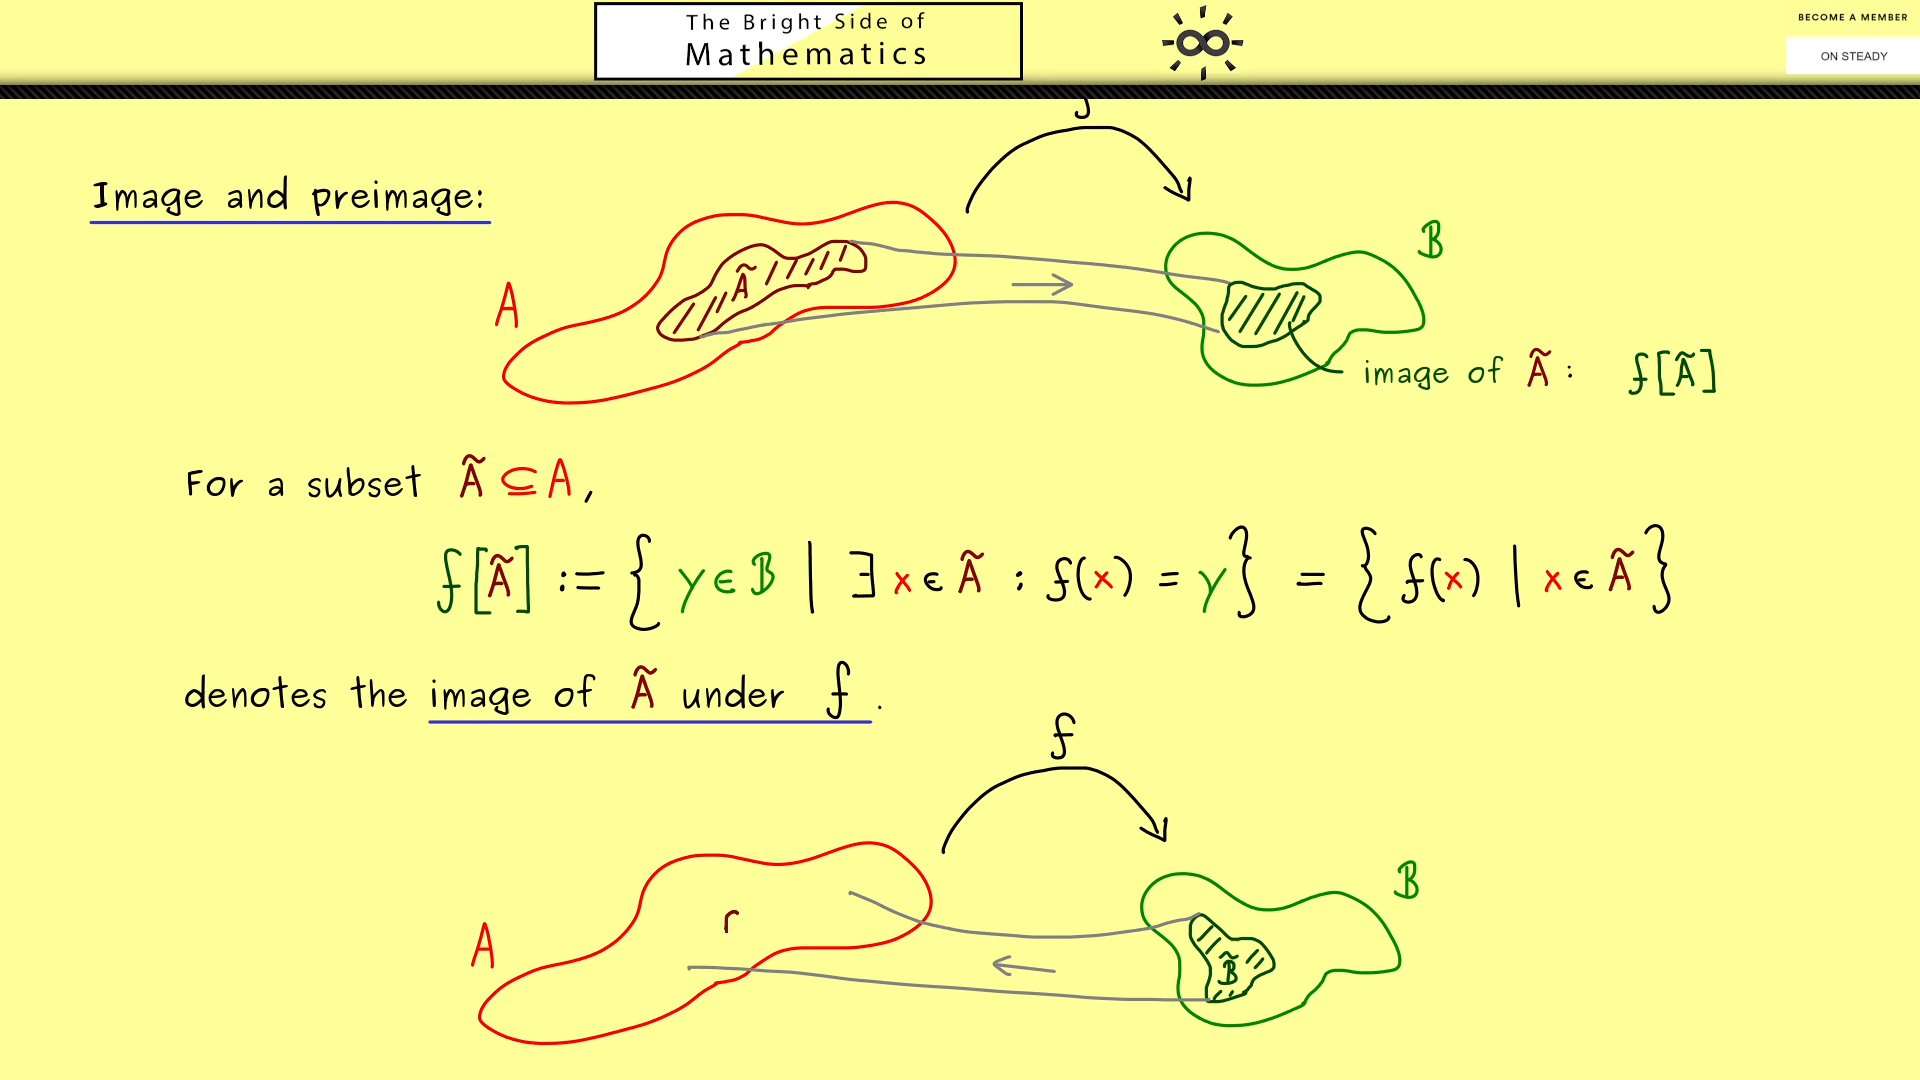 The Bright Side of
Mathematics
BECOME A MEMBER
ON STEADY
Image and preimage:
A
Ã
B
image of Ã: f[Ã]
For a subset Ã ⊆ A,
f[Ã] := { y ∈ B | ∃ x ∈ Ã : f(x) = y } = { f(x) | x ∈ Ã }
denotes the image of Ã under f.
f
A
B
B̃